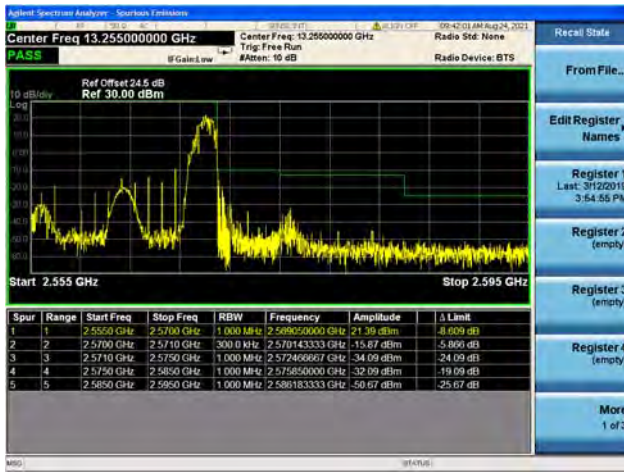 Agilent Spectrum Analyzer - Spurious Emissions
ALIGN OFF
09:42:01 AM Aug 24, 2021
Center Freq 13.255000000 GHz
Center Freq: 13.255000000 GHz
Radio Std: None
Trig: Free Run
PASS
IFGain:Low
#Atten: 10 dB
Radio Device: BTS
Ref Offset 24.5 dB
10 dB/div
Ref 30.00 dBm
Log
Start 2.555 GHz
Stop 2.595 GHz
Spur Range Start Freq Stop Freq RBW Frequency Amplitude Δ Limit
1 1 2.5550 GHz 2.5700 GHz 1.000 MHz 2.569050000 GHz 21.39 dBm -8.609 dB
2 2 2.5700 GHz 2.5710 GHz 300.0 kHz 2.570143333 GHz -15.87 dBm -5.866 dB
3 3 2.5710 GHz 2.5750 GHz 1.000 MHz 2.572466667 GHz -34.09 dBm -24.09 dB
4 4 2.5750 GHz 2.5850 GHz 1.000 MHz 2.575850000 GHz -32.09 dBm -19.09 dB
5 5 2.5850 GHz 2.5950 GHz 1.000 MHz 2.586183333 GHz -50.67 dBm -25.67 dB
MSG
STATUS
Recall State
From File...
Edit Register
Names
Register 1
Last: 3/12/2019
3:54:55 PM
Register 2
(empty)
Register 3
(empty)
Register 4
(empty)
More
1 of 3